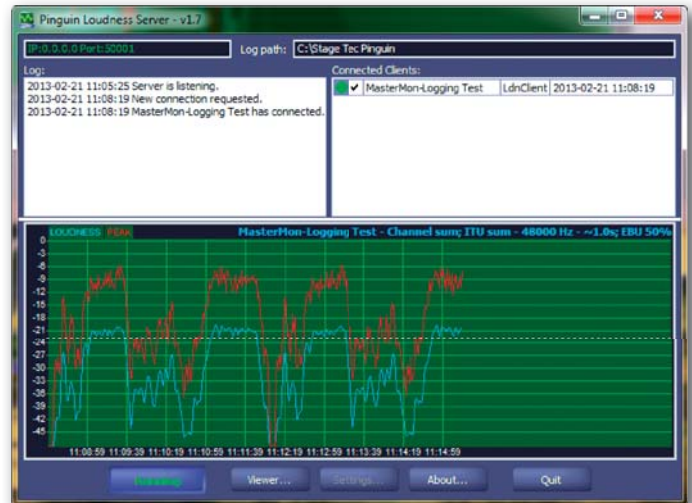 Pinguin Loudness Server - v1.7
IP:0.0.0.0 Port:50001
Log path: C:\Stage Tec Pinguin
Log:
2013-02-21 11:05:25 Server is listening.
2013-02-21 11:08:19 New connection requested.
2013-02-21 11:08:19 MasterMon-Logging Test has connected.
Connected Clients:
MasterMon-Logging Test LdnClient 2013-02-21 11:08:19
LOUDNESS PEAK MasterMon-Logging Test - Channel sum; ITU sum - 48000 Hz - ~1.0s; EBU 50%
0
-3
-6
-9
-12
-15
-18
-21
-24
-27
-30
-33
-36
-39
-42
-45
11:08:59 11:09:39 11:10:19 11:10:59 11:11:39 11:12:19 11:12:59 11:13:39 11:14:19 11:14:59
Running Viewer... Settings... About... Quit